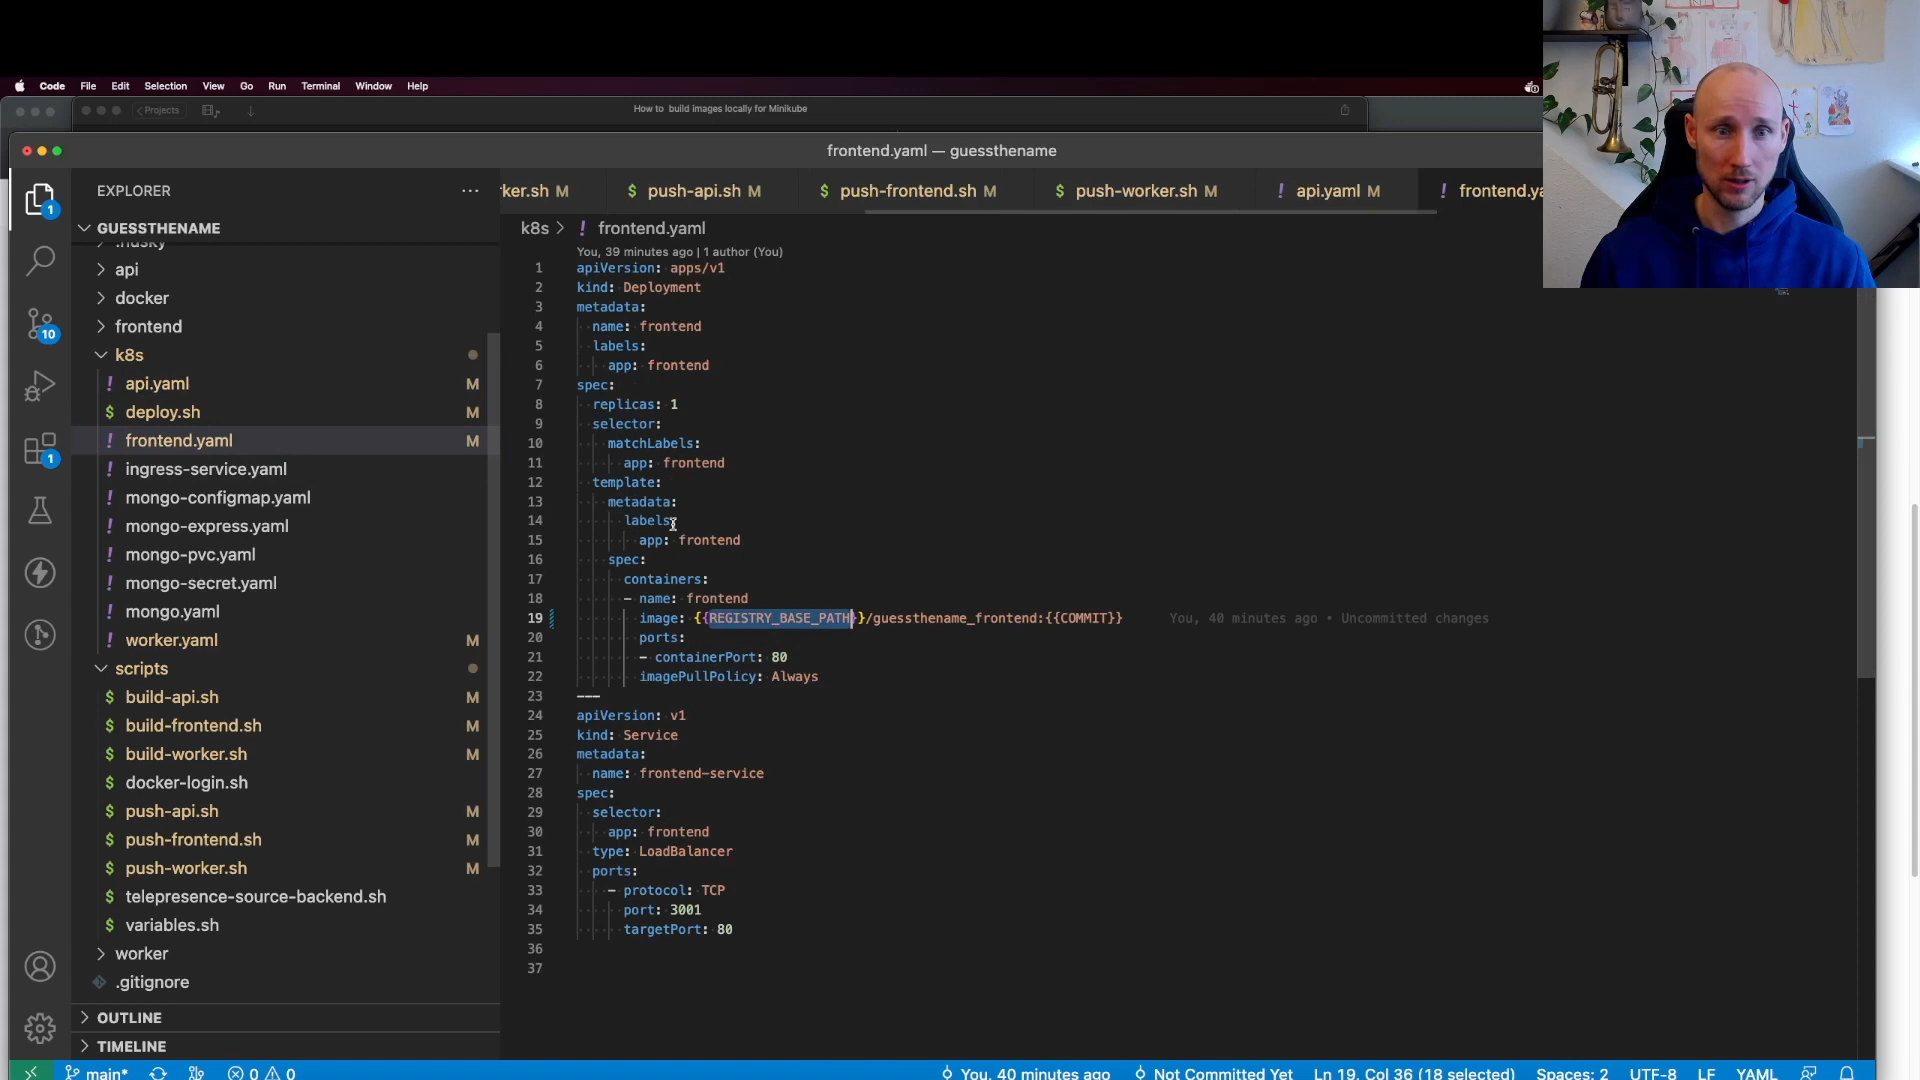 Code File Edit Selection View Go Run Terminal Window Help
Projects
How to build images locally for Minikube
frontend.yaml — guessthename
EXPLORER
rker.sh M
$ push-api.sh M
$ push-frontend.sh M
$ push-worker.sh M
! api.yaml M
! frontend.ya
GUESSTHENAME
k8s > ! frontend.yaml
.husky
You, 39 minutes ago | 1 author (You)
api
docker
frontend
k8s
! api.yaml M
$ deploy.sh M
! frontend.yaml M
! ingress-service.yaml
! mongo-configmap.yaml
! mongo-express.yaml
! mongo-pvc.yaml
! mongo-secret.yaml
! mongo.yaml
! worker.yaml M
scripts
$ build-api.sh M
$ build-frontend.sh M
$ build-worker.sh M
$ docker-login.sh
$ push-api.sh M
$ push-frontend.sh M
$ push-worker.sh M
$ telepresence-source-backend.sh
$ variables.sh
worker
.gitignore
OUTLINE
TIMELINE
1
10
1
1 apiVersion: apps/v1
2 kind: Deployment
3 metadata:
4 name: frontend
5 labels:
6 app: frontend
7 spec:
8 replicas: 1
9 selector:
10 matchLabels:
11 app: frontend
12 template:
13 metadata:
14 labels:
15 app: frontend
16 spec:
17 containers:
18 - name: frontend
19 image: {{REGISTRY_BASE_PATH}}/guessthename_frontend:{{COMMIT}} You, 40 minutes ago • Uncommitted changes
20 ports:
21 - containerPort: 80
22 imagePullPolicy: Always
23 ---
24 apiVersion: v1
25 kind: Service
26 metadata:
27 name: frontend-service
28 spec:
29 selector:
30 app: frontend
31 type: LoadBalancer
32 ports:
33 - protocol: TCP
34 port: 3001
35 targetPort: 80
36
37
main* 0 0 You, 40 minutes ago Not Committed Yet Ln 19, Col 36 (18 selected) Spaces: 2 UTF-8 LF YAML